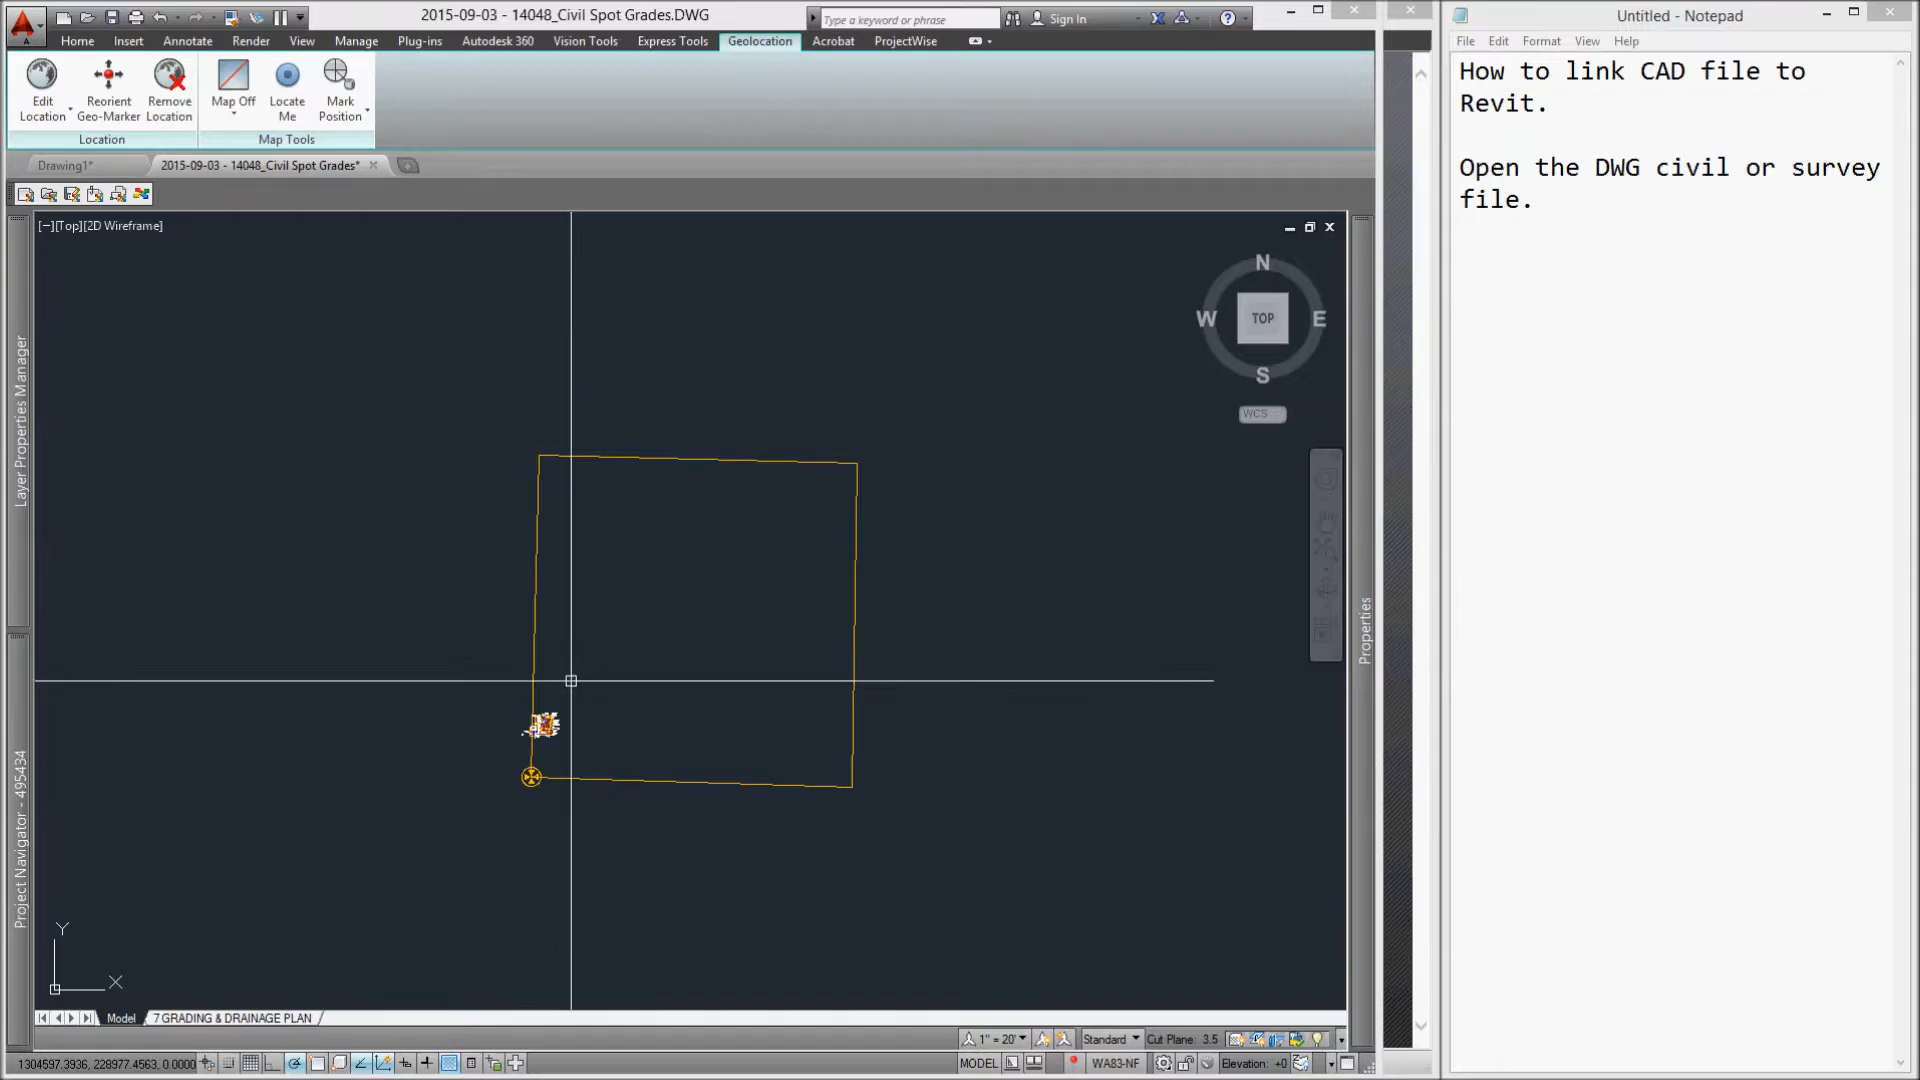 2015-09-03 - 14048_Civil Spot Grades.DWG
Type a keyword or phrase
Sign In
Home Insert Annotate Render View Manage Plug-ins Autodesk 360 Vision Tools Express Tools Geolocation Acrobat ProjectWise
Edit Location
Reorient Geo-Marker
Remove Location
Map Off
Locate Me
Mark Position
Location
Map Tools
Drawing1*
2015-09-03 - 14048_Civil Spot Grades*
[−][Top][2D Wireframe]
N
W
TOP
E
S
WCS
Layer Properties Manager
Project Navigator - 495434
Properties
Y
X
Model
7 GRADING & DRAINAGE PLAN
1" = 20'
Standard
Cut Plane: 3.5
1304597.3936, 228977.4563, 0.0000
MODEL
WA83-NF
Elevation: +0
Untitled - Notepad
File Edit Format View Help
How to link CAD file to
Revit.
Open the DWG civil or survey
file.